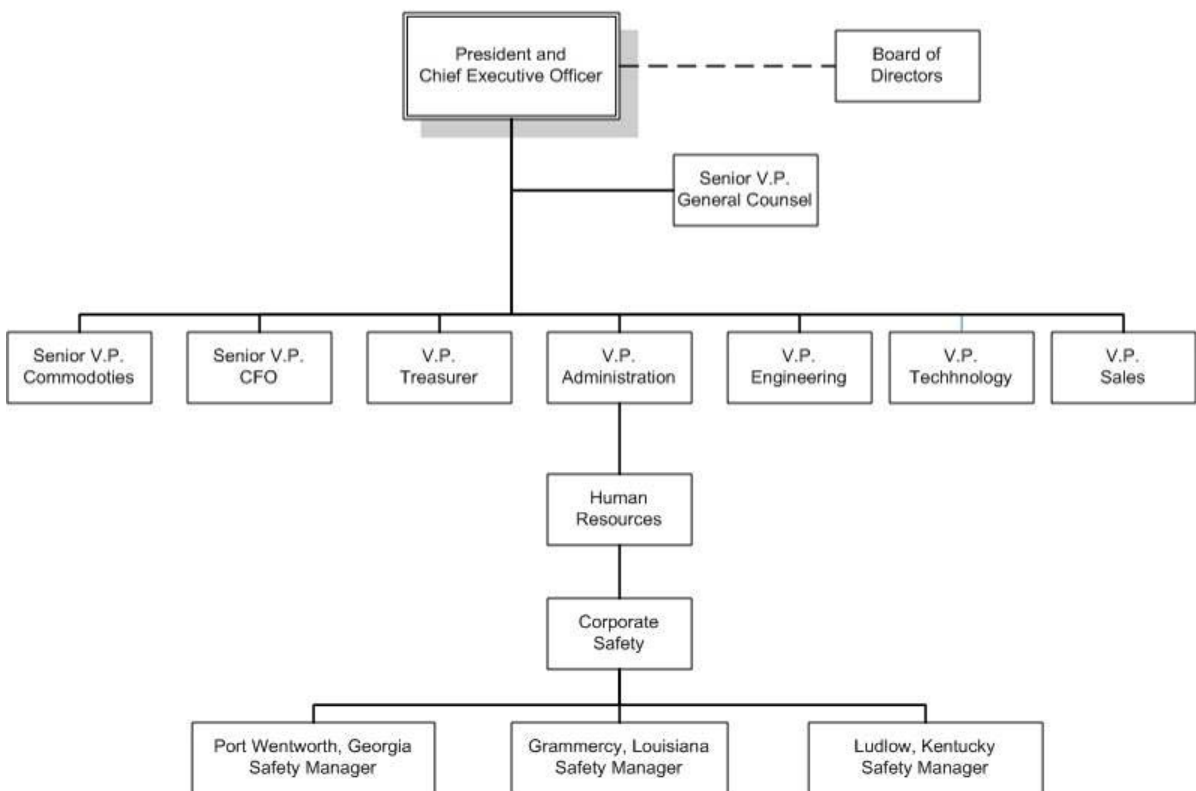 President and
Chief Executive Officer
Board of
Directors
Senior V.P.
General Counsel
Senior V.P.
Commodoties
Senior V.P.
CFO
V.P.
Treasurer
V.P.
Administration
V.P.
Engineering
V.P.
Techhnology
V.P.
Sales
Human
Resources
Corporate
Safety
Port Wentworth, Georgia
Safety Manager
Grammercy, Louisiana
Safety Manager
Ludlow, Kentucky
Safety Manager